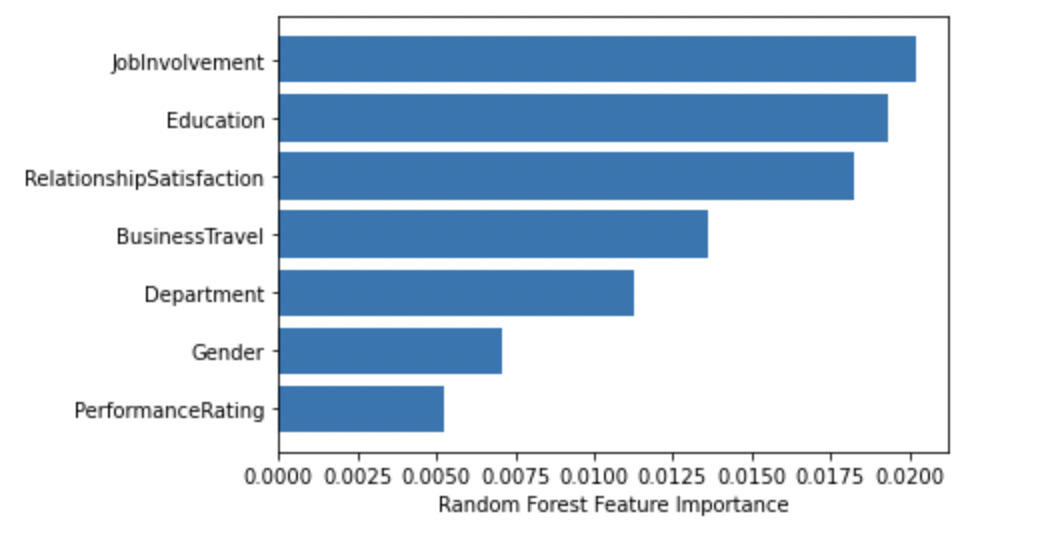 JobInvolvement
Education
RelationshipSatisfaction
BusinessTravel
Department
Gender
PerformanceRating
0.0000 0.0025 0.0050 0.0075 0.0100 0.0125 0.0150 0.0175 0.0200
Random Forest Feature Importance